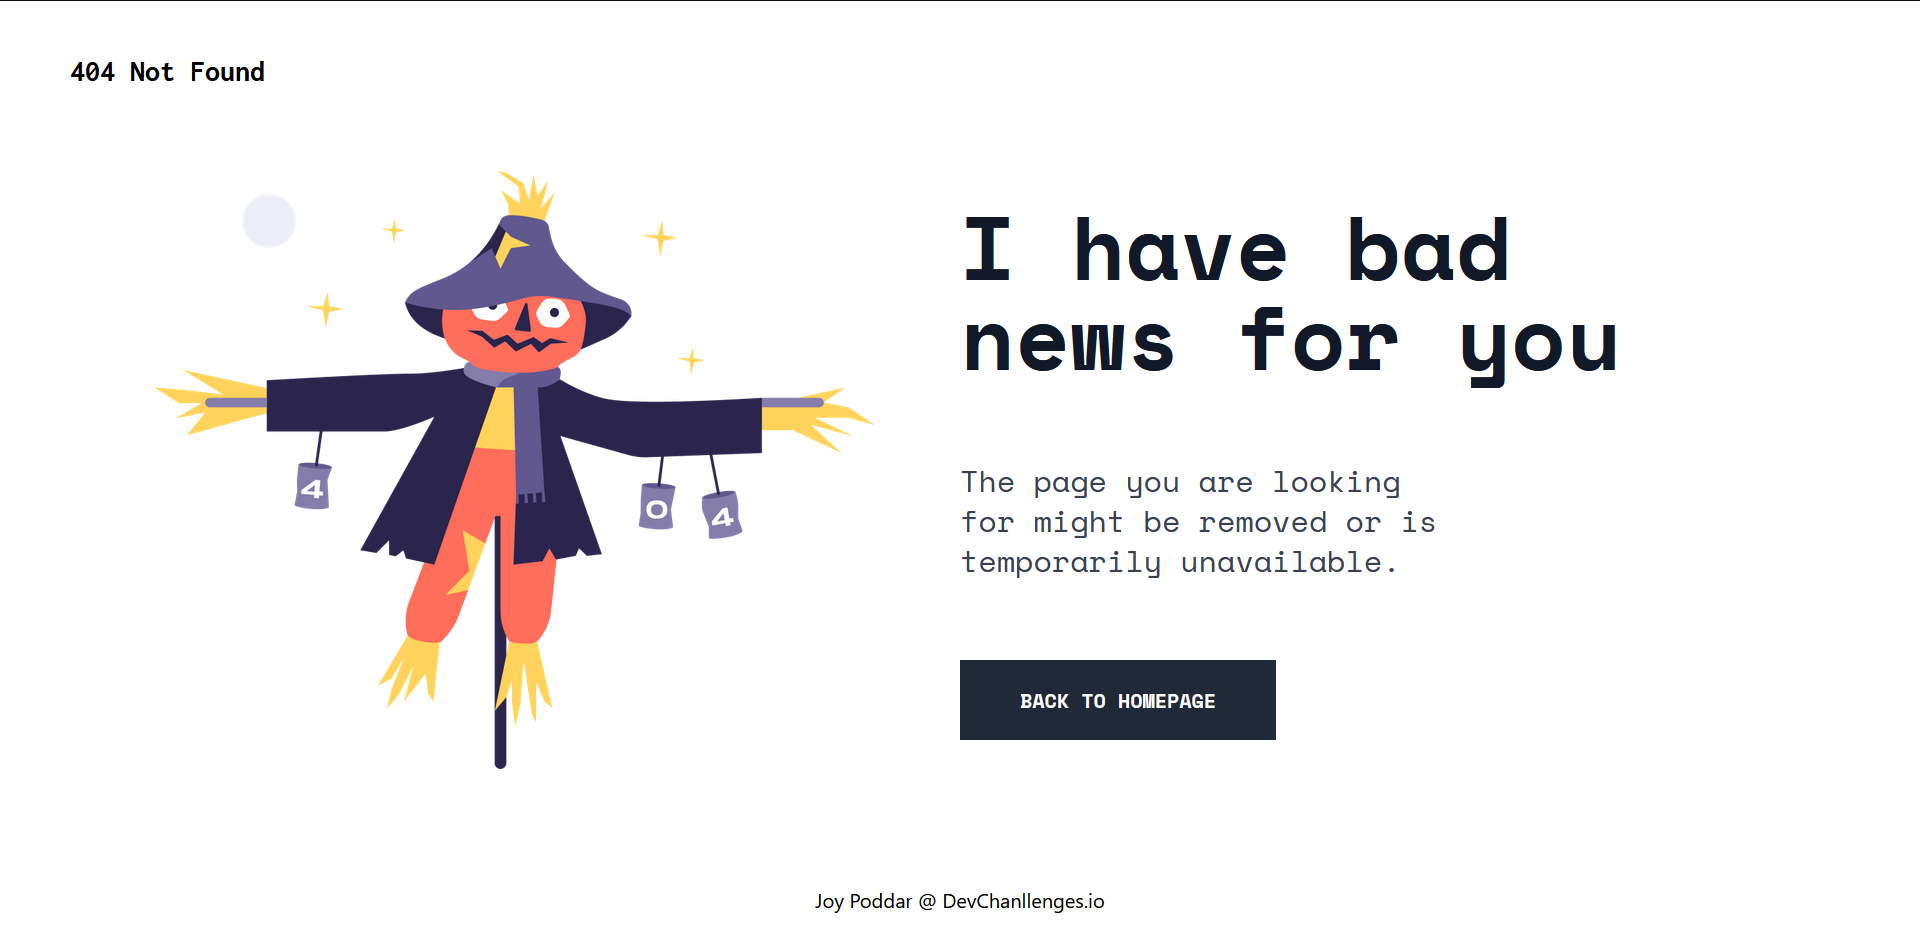 404 Not Found
I have bad
news for you
4
0
4
The page you are looking
for might be removed or is
temporarily unavailable.
BACK TO HOMEPAGE
Joy Poddar @ DevChanllenges.io